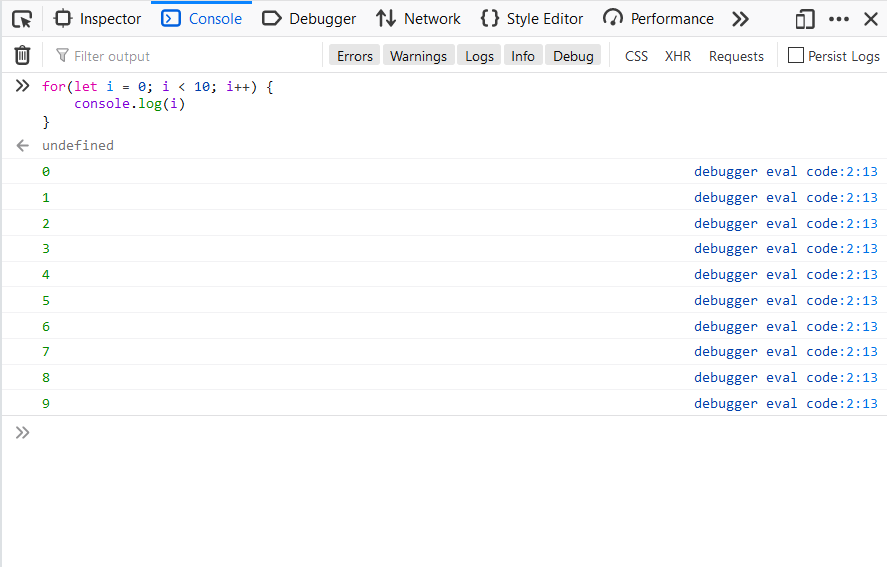 Inspector Console Debugger Network {} Style Editor Performance
Filter output Errors Warnings Logs Info Debug CSS XHR Requests Persist Logs
for(let i = 0; i < 10; i++) {
    console.log(i)
}
undefined
0 debugger eval code:2:13
1 debugger eval code:2:13
2 debugger eval code:2:13
3 debugger eval code:2:13
4 debugger eval code:2:13
5 debugger eval code:2:13
6 debugger eval code:2:13
7 debugger eval code:2:13
8 debugger eval code:2:13
9 debugger eval code:2:13